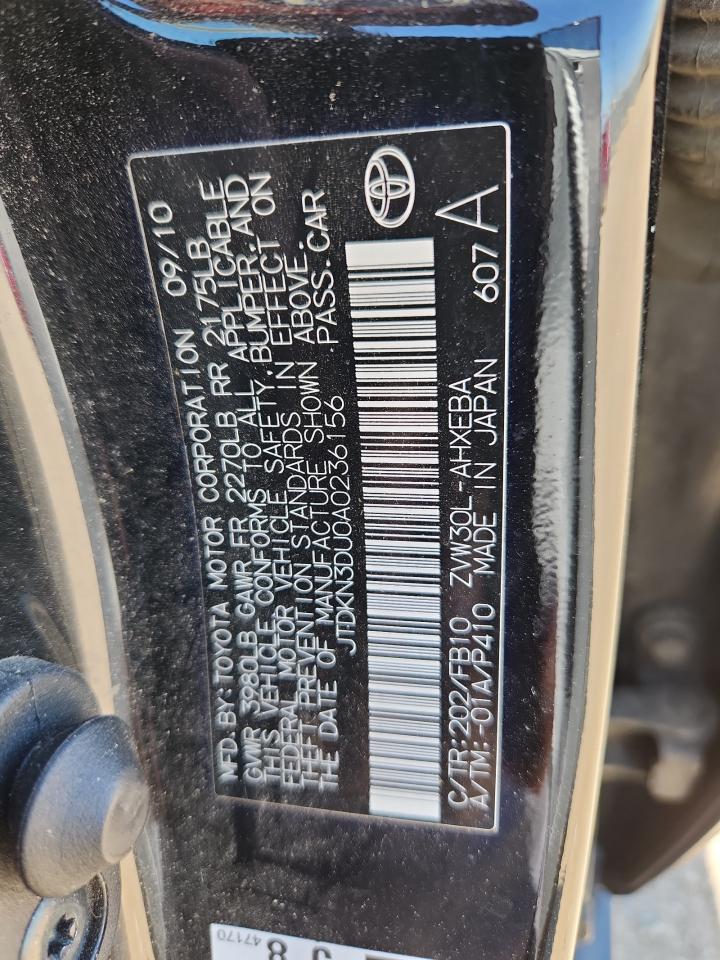 MFD. BY: TOYOTA MOTOR CORPORATION 09/10
GVWR 3980LB GAWR FR 2270LB RR 2175LB
THIS VEHICLE CONFORMS TO ALL APPLICABLE
FEDERAL MOTOR VEHICLE SAFETY, BUMPER, AND
THEFT PREVENTION STANDARDS IN EFFECT ON
THE DATE OF MANUFACTURE SHOWN ABOVE.
JTDKN3DU0A0236156 PASS. CAR
C/TR: 202/FB10 ZVW30L-AHXEBA
A/TM: -01A/P410 MADE IN JAPAN 607 A
47170
8